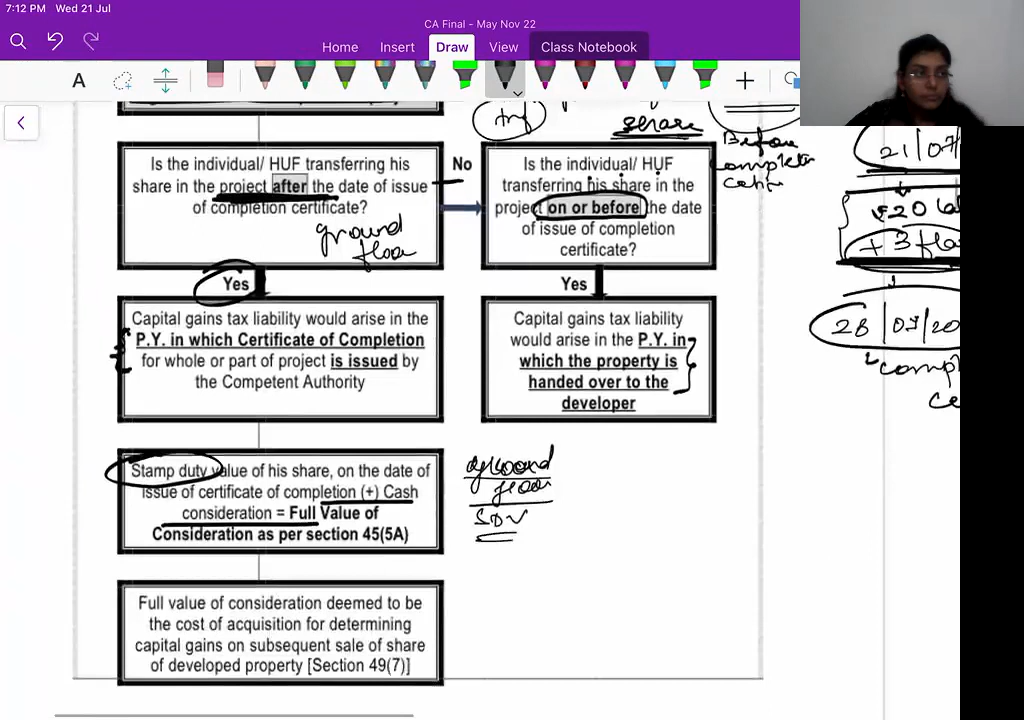 7:12 PM Wed 21 Jul
CA Final - May Nov 22
Home Insert Draw View Class Notebook
A
share
Before
completion
Is the individual/ HUF transferring his
share in the project after the date of issue
of completion certificate?
ground
floor
No
Is the individual/ HUF
transferring his share in the
project on or before the date
of issue of completion
certificate?
21/07
+ 3 fla
28/07/20
Yes
Yes
Capital gains tax liability would arise in the
P.Y. in which Certificate of Completion
for whole or part of project is issued by
the Competent Authority
Capital gains tax liability
would arise in the P.Y. in
which the property is
handed over to the
developer
Stamp duty value of his share, on the date of
issue of certificate of completion (+) Cash
consideration = Full Value of
Consideration as per section 45(5A)
ground
floor
SDV
Full value of consideration deemed to be
the cost of acquisition for determining
capital gains on subsequent sale of share
of developed property [Section 49(7)]